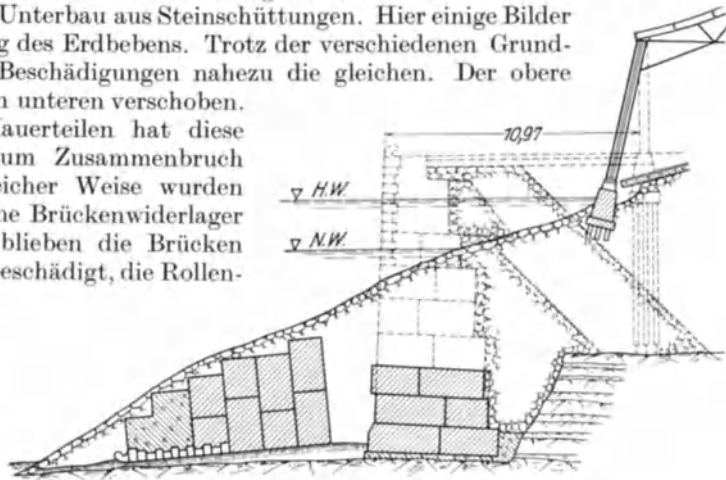 Unterbau aus Steinschüttungen. Hier einige Bilder
g des Erdbebens. Trotz der verschiedenen Grund-
Beschädigungen nahezu die gleichen. Der obere
unteren verschoben.
auerteilen hat diese
um Zusammenbruch
eicher Weise wurden
ne Brückenwiderlager
blieben die Brücken
eschädigt, die Rollen-
10,97
H.W.
N.W.